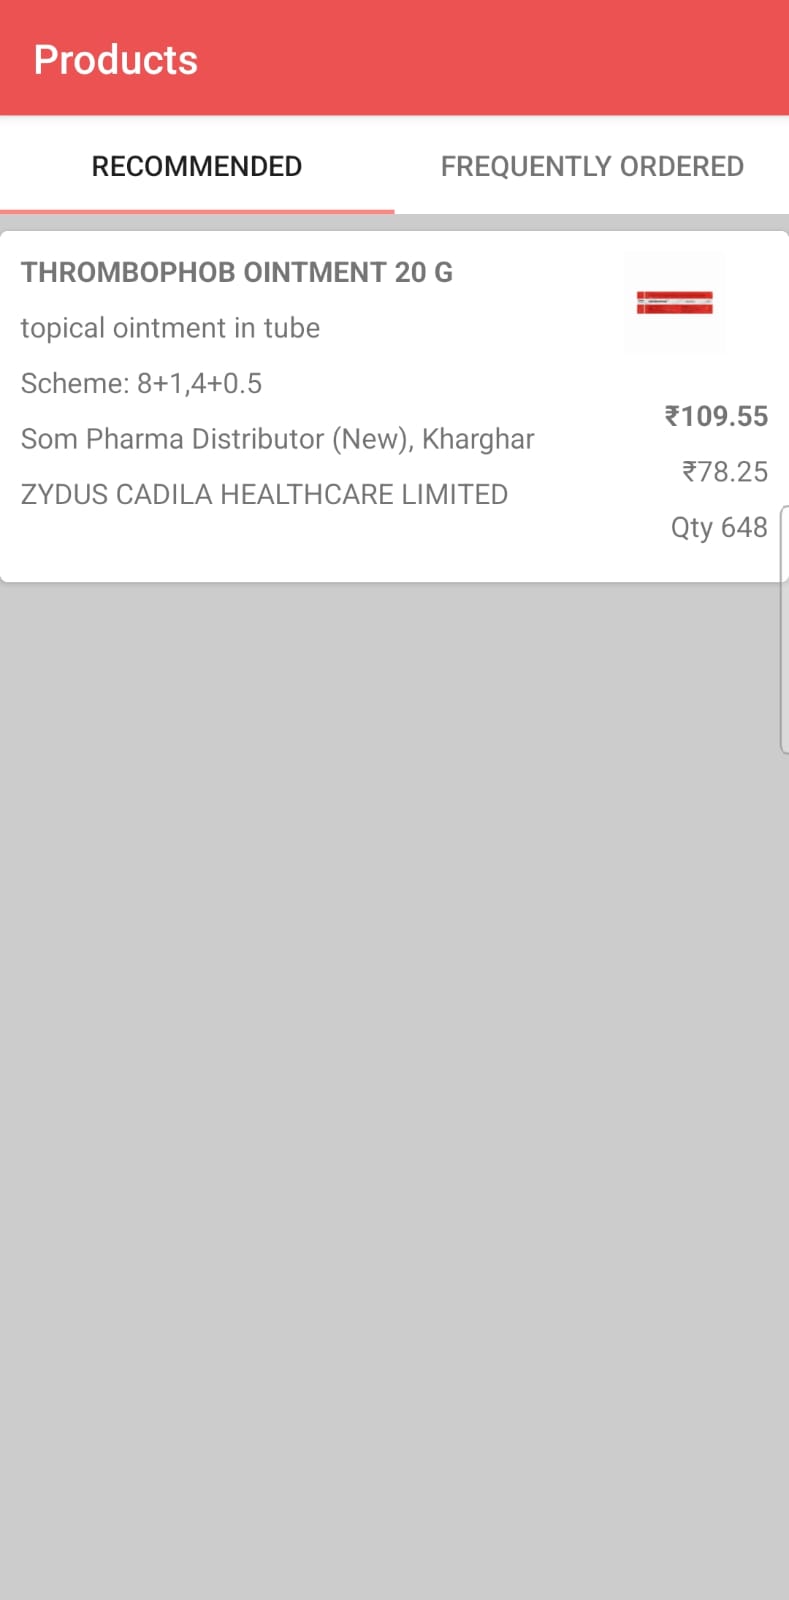 Products
RECOMMENDED
FREQUENTLY ORDERED
THROMBOPHOB OINTMENT 20 G
topical ointment in tube
Scheme: 8+1,4+0.5
Som Pharma Distributor (New), Kharghar
ZYDUS CADILA HEALTHCARE LIMITED
₹109.55
₹78.25
Qty 648